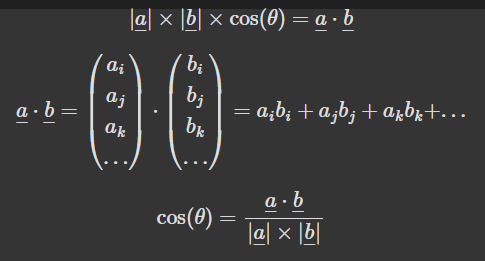 |a| × |b| × cos(θ) = a · b
a · b = (a_i a_j a_k …) · (b_i b_j b_k …) = a_i b_i + a_j b_j + a_k b_k + …
cos(θ) = a · b / |a| × |b|